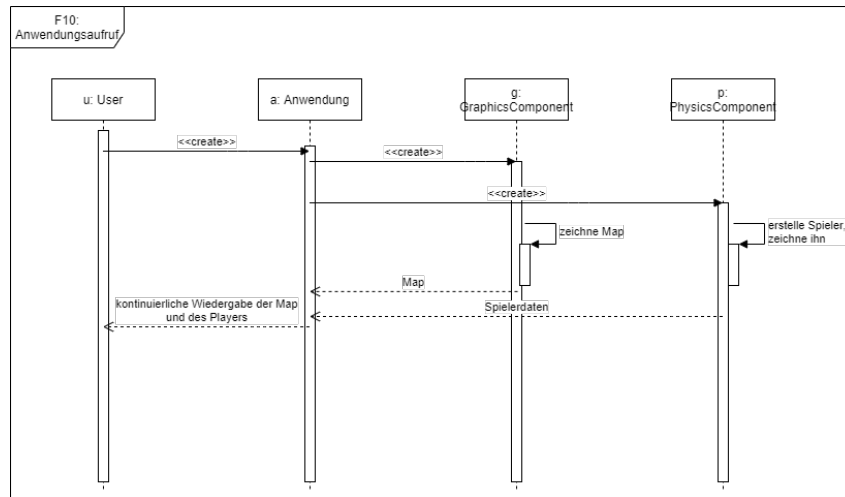 F10:
Anwendungsaufruf
u: User
a: Anwendung
g:
GraphicsComponent
p:
PhysicsComponent
<<create>>
<<create>>
<<create>>
zeichne Map
erstelle Spieler,
zeichne ihn
Map
kontinuierliche Wiedergabe der Map
und des Players
Spielerdaten